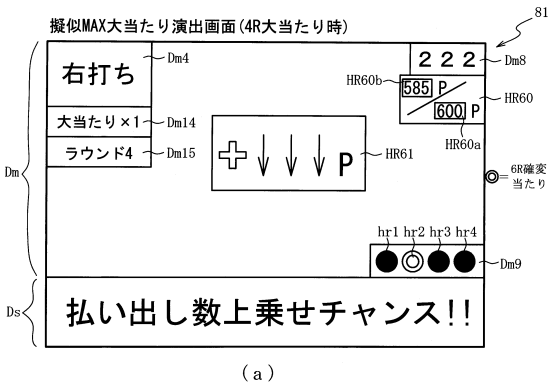 擬似MAX大当たり演出画面(4R大当たり時)
81
右打ち
Dm4
222
Dm8
585 P
HR60b
HR60
600 P
HR60a
大当たり×1
Dm14
ラウンド4
Dm15
P
HR61
Dm
◎=6R確変
当たり
hr1 hr2 hr3 hr4
Dm9
Ds
払い出し数上乗せチャンス!!
(a)